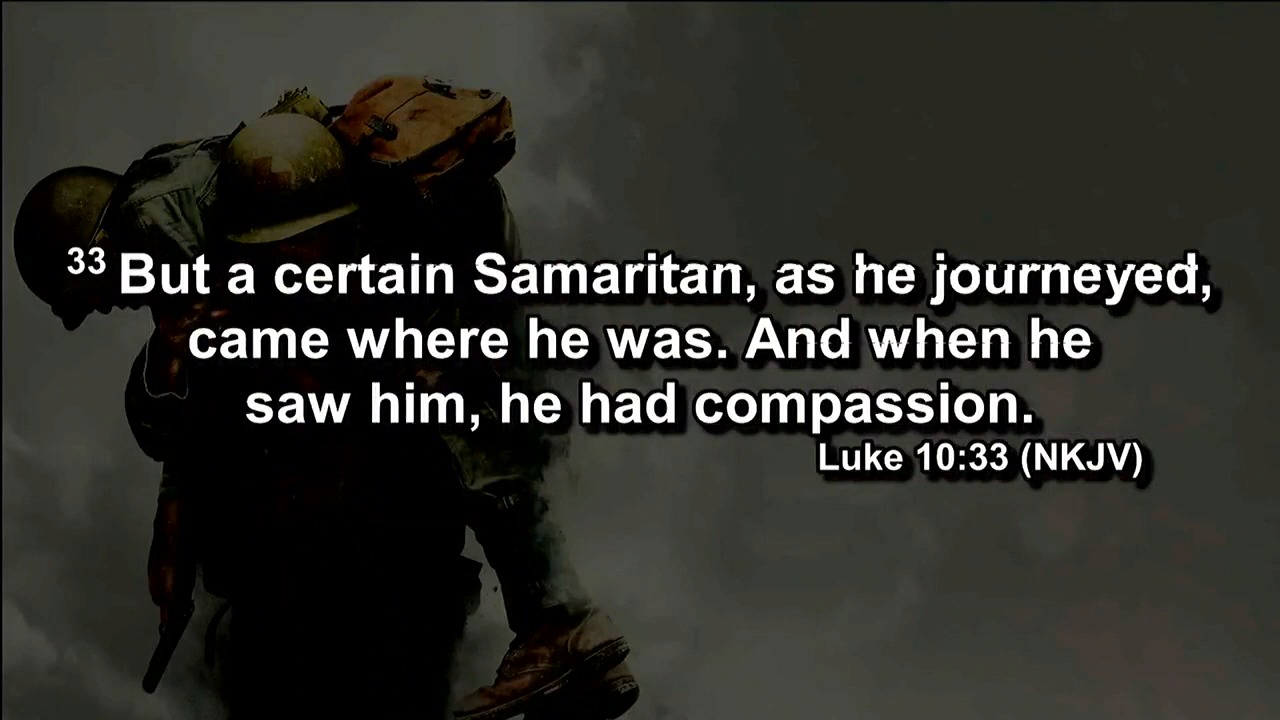 33 But a certain Samaritan, as he journeyed,
came where he was. And when he
saw him, he had compassion.
Luke 10:33 (NKJV)